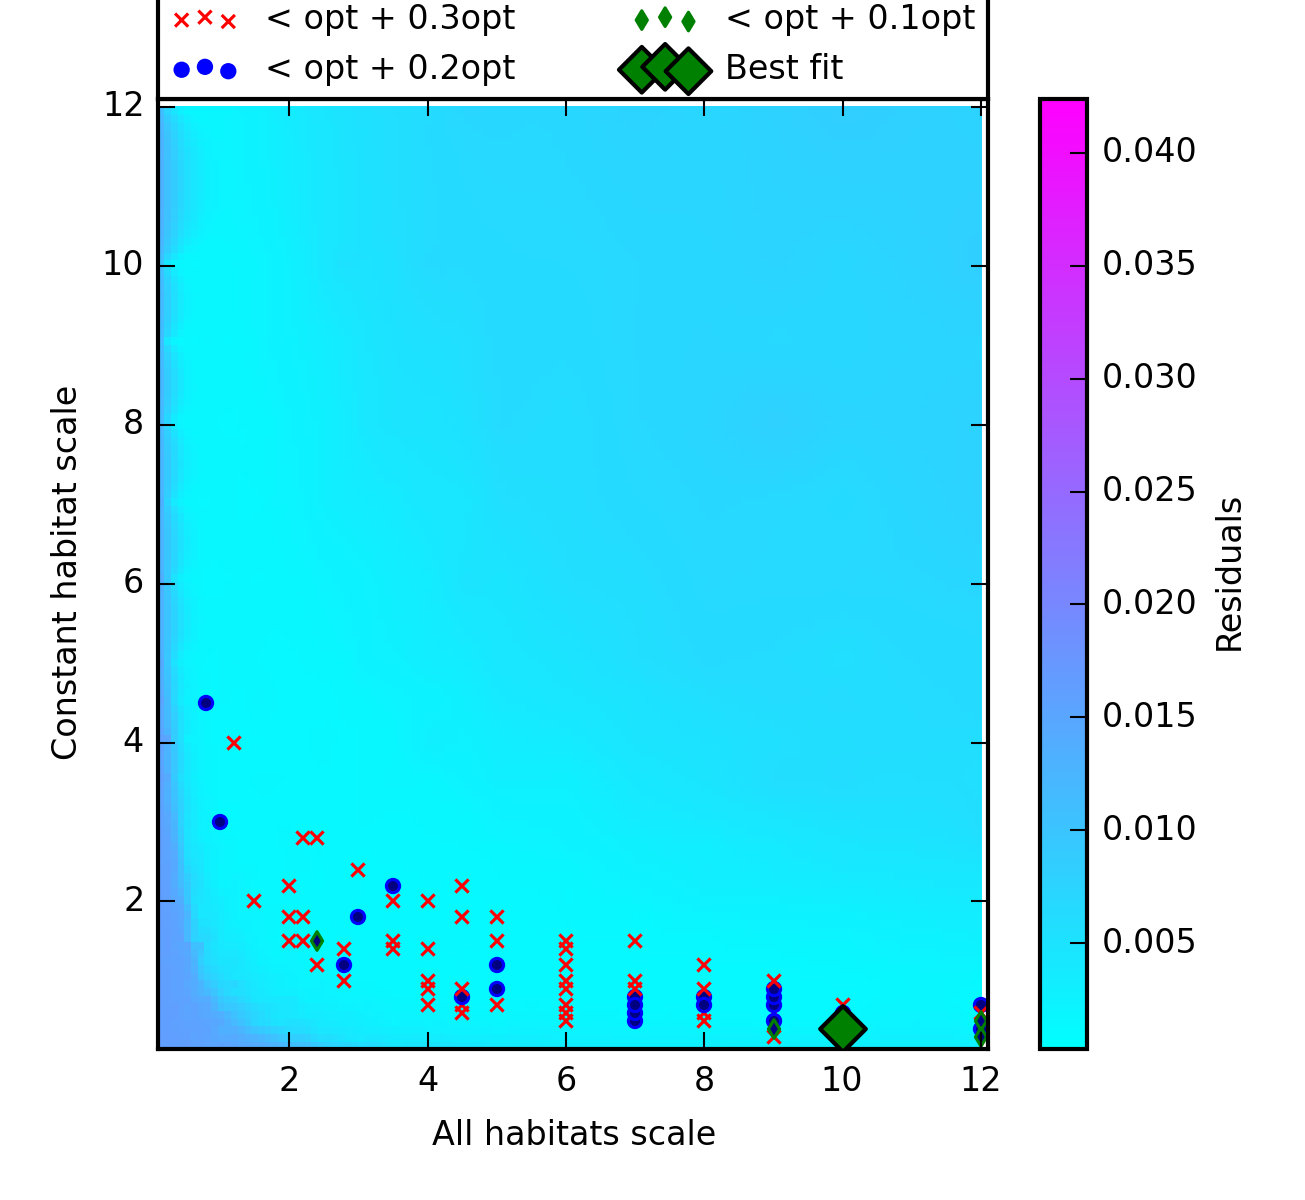 < opt + 0.3opt
< opt + 0.1opt
< opt + 0.2opt
Best fit
12
10
8
6
4
2
Constant habitat scale
2 4 6 8 10 12
All habitats scale
0.040
0.035
0.030
0.025
0.020
0.015
0.010
0.005
Residuals